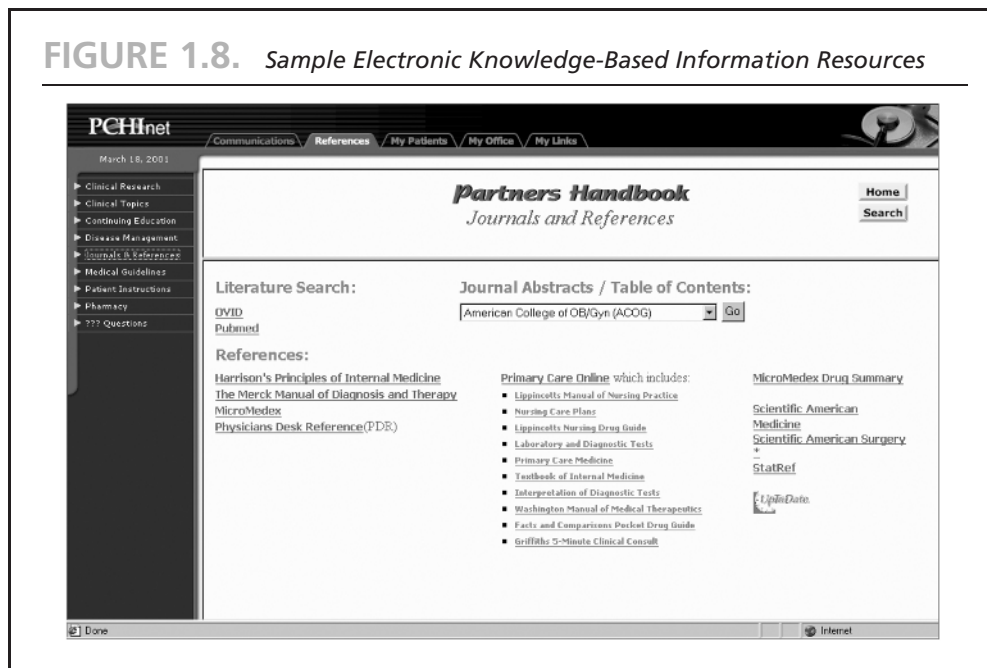 FIGURE 1.8. Sample Electronic Knowledge-Based Information Resources
PCHInet
Communications References My Patients My Office My Links
March 18, 2001
Clinical Research
Clinical Topics
Continuing Education
Disease Management
Journals & References
Medical Guidelines
Patient Instructions
Pharmacy
??? Questions
Partners Handbook
Journals and References
Home
Search
Literature Search:
OVID
Pubmed
Journal Abstracts / Table of Contents:
American College of OB/Gyn (ACOG) Go
References:
Harrison's Principles of Internal Medicine
The Merck Manual of Diagnosis and Therapy
MicroMedex
Physicians Desk Reference(PDR)
Primary Care Online which includes:
Lippincotts Manual of Nursing Practice
Nursing Care Plans
Lippincotts Nursing Drug Guide
Laboratory and Diagnostic Tests
Primary Care Medicine
Textbook of Internal Medicine
Interpretation of Diagnostic Tests
Washington Manual of Medical Therapeutics
Facts and Comparisons Pocket Drug Guide
Griffiths 5-Minute Clinical Consult
MicroMedex Drug Summary
Scientific American
Medicine
Scientific American Surgery
*
StatRef
UpToDate
Done
Internet